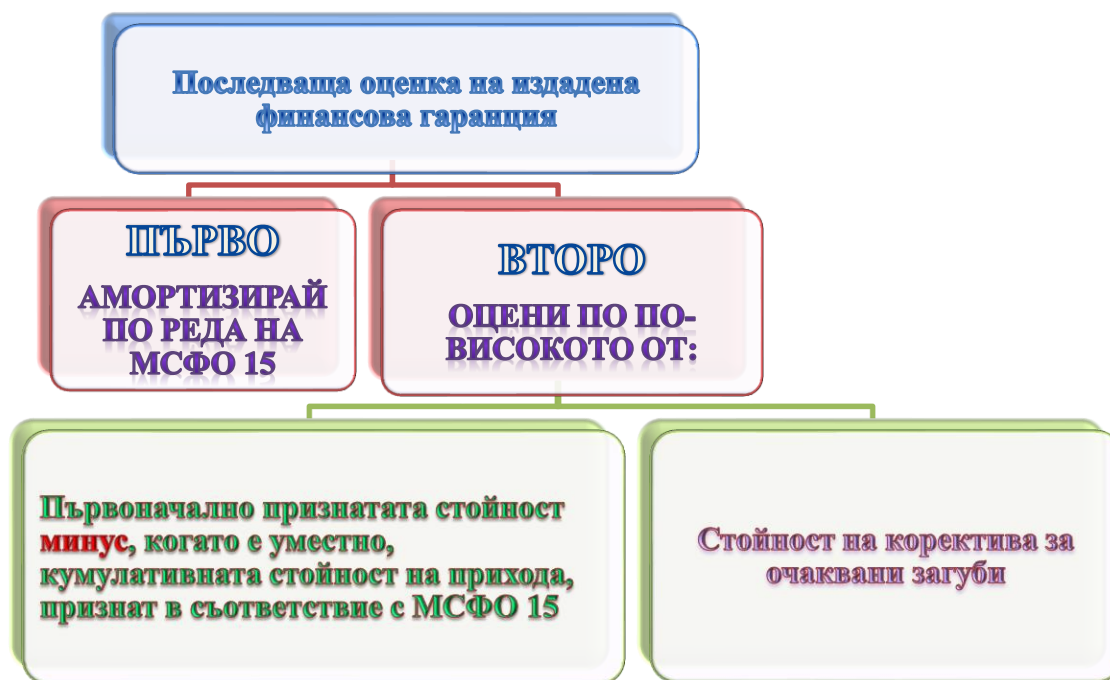 Последваща оценка на издадена
финансова гаранция
ПЪРВО
АМОРТИЗИРАЙ
ПО РЕДА НА
МСФО 15
ВТОРО
ОЦЕНИ ПО ПО-
ВИСОКОТО ОТ:
Първоначално признатата стойност
минус, когато е уместно,
кумулативната стойност на прихода,
признат в съответствие с МСФО 15
Стойност на коректива за
очаквани загуби